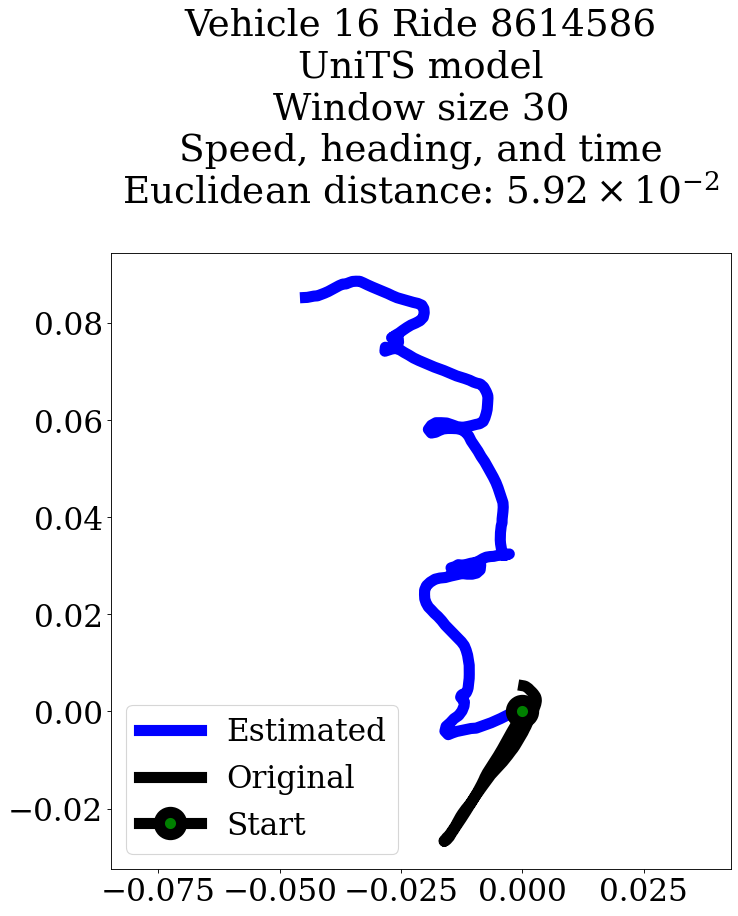 Vehicle 16 Ride 8614586
UniTS model
Window size 30
Speed, heading, and time
Euclidean distance: 5.92 × 10⁻²
0.08
0.06
0.04
0.02
0.00
−0.02
Estimated
Original
Start
−0.075 −0.050 −0.025 0.000 0.025